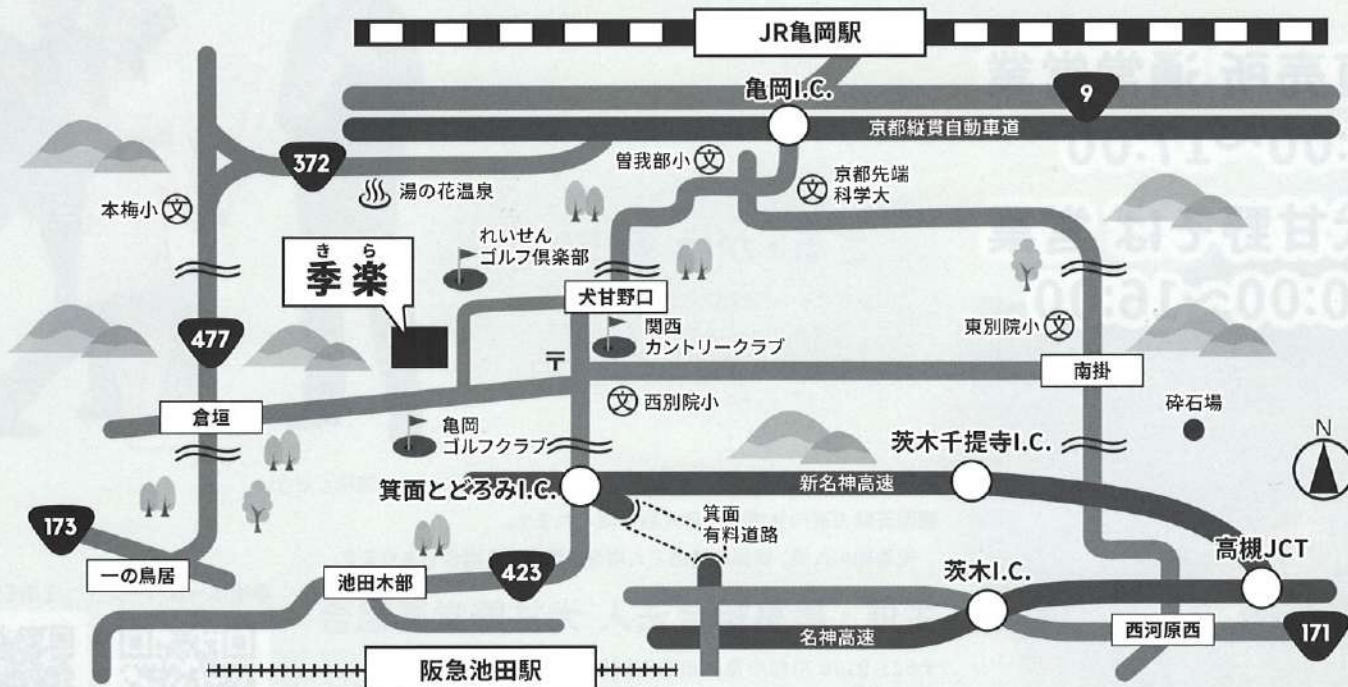 JR亀岡駅
亀岡I.C.
9
京都縦貫自動車道
372
曽我部小
文
湯の花温泉
文
京都先端
科学大
本梅小
文
れいせん
ゴルフ倶楽部
きら
季楽
犬甘野口
477
関西
カントリークラブ
東別院小
文
〒
南掛
倉垣
文
西別院小
砕石場
亀岡
ゴルフクラブ
茨木千提寺I.C.
N
箕面とどろみI.C.
新名神高速
173
箕面
有料道路
高槻JCT
一の鳥居
池田木部
423
茨木I.C.
名神高速
西河原西
171
阪急池田駅